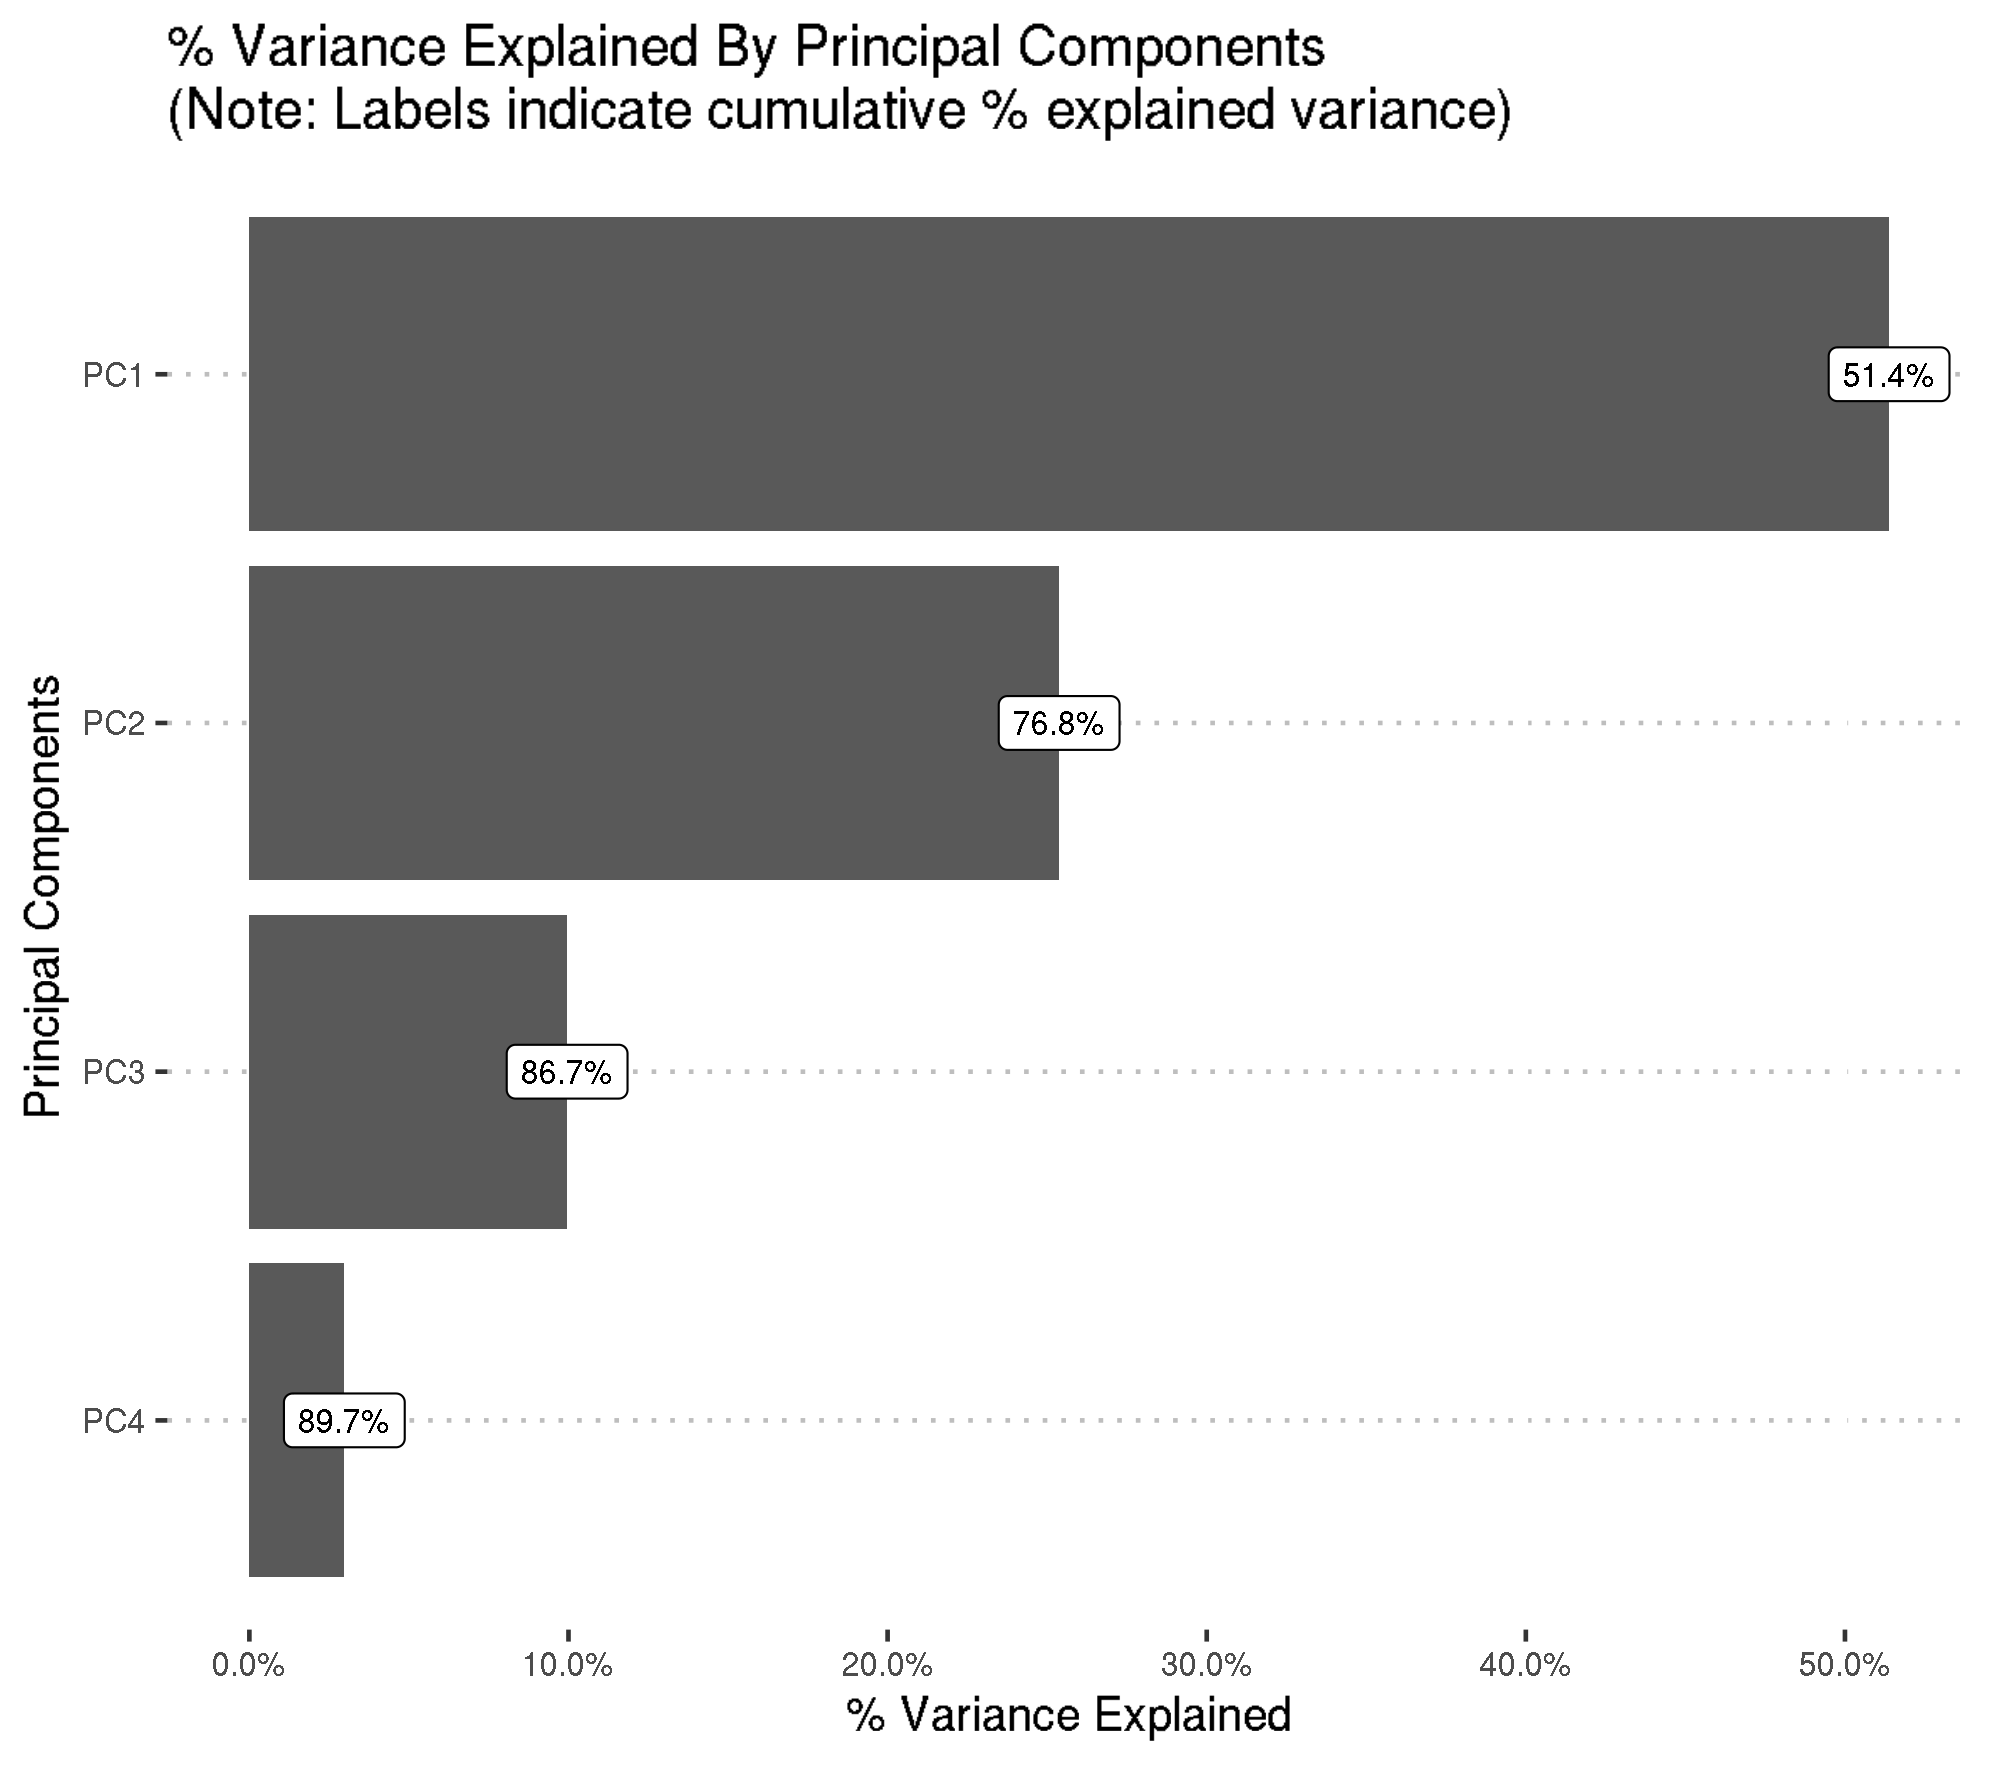 % Variance Explained By Principal Components
(Note: Labels indicate cumulative % explained variance)
PC1
51.4%
PC2
76.8%
PC3
86.7%
PC4
89.7%
Principal Components
0.0% 10.0% 20.0% 30.0% 40.0% 50.0%
% Variance Explained